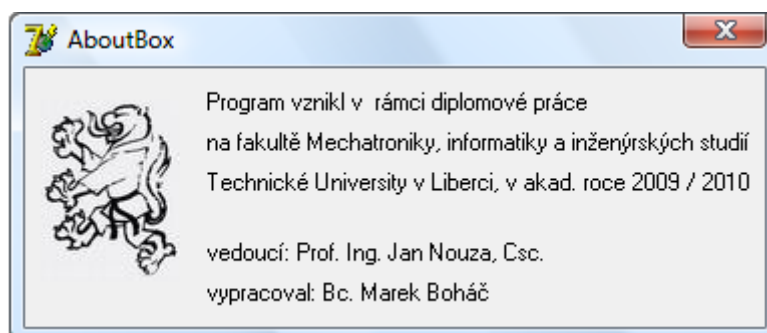 AboutBox
Program vznikl v rámci diplomové práce
na fakultě Mechatroniky, informatiky a inženýrských studií
Technické University v Liberci, v akad. roce 2009 / 2010
vedoucí: Prof. Ing. Jan Nouza, Csc.
vypracoval: Bc. Marek Boháč